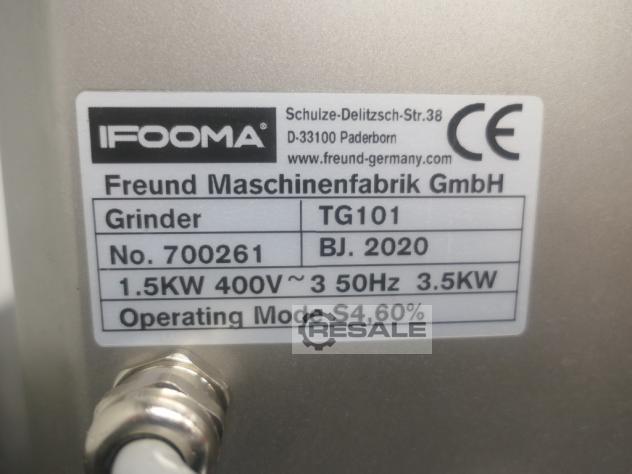 IFOOMA®
Schulze-Delitzsch-Str.38
D-33100 Paderborn
www.freund-germany.com
CE
Freund Maschinenfabrik GmbH
Grinder TG101
No. 700261 BJ. 2020
1.5KW 400V~3 50Hz 3.5KW
Operating Mode S4,60%
RESALE